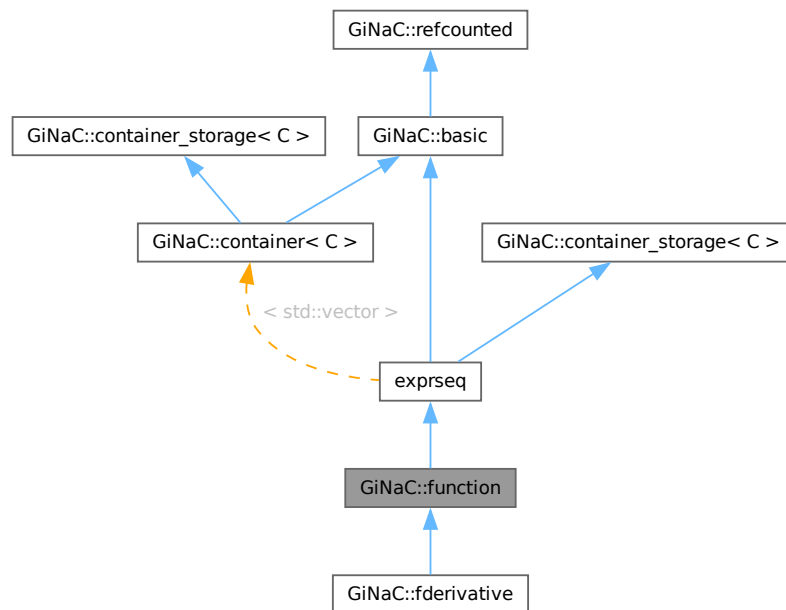 GiNaC::refcounted
GiNaC::container_storage< C >
GiNaC::basic
GiNaC::container< C >
GiNaC::container_storage< C >
< std::vector >
exprseq
GiNaC::function
GiNaC::fderivative